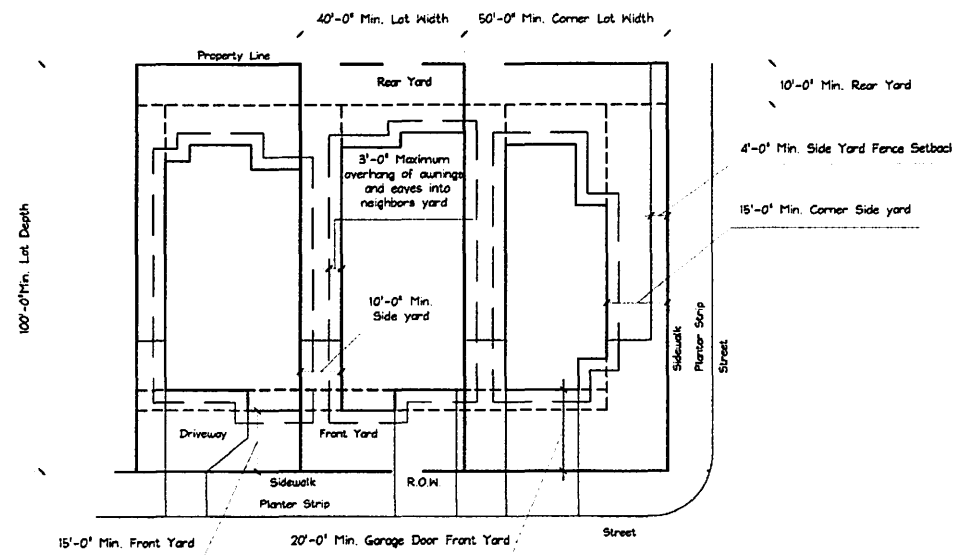 40'-0" Min. Lot Width
50'-0" Min. Corner Lot Width
Property Line
Rear Yard
10'-0" Min. Rear Yard
3'-0" Maximum
overhang of awnings
and eaves into
neighbors yard
4'-0" Min. Side Yard Fence Setbacl
15'-0" Min. Corner Side yard
100'-0"Min. Lot Depth
10'-0" Min.
Side yard
Sidewalk
Planter Strip
Street
Driveway
Front Yard
Sidewalk
R.O.W.
Planter Strip
Street
15'-0" Min. Front Yard
20'-0" Min. Garage Door Front Yard